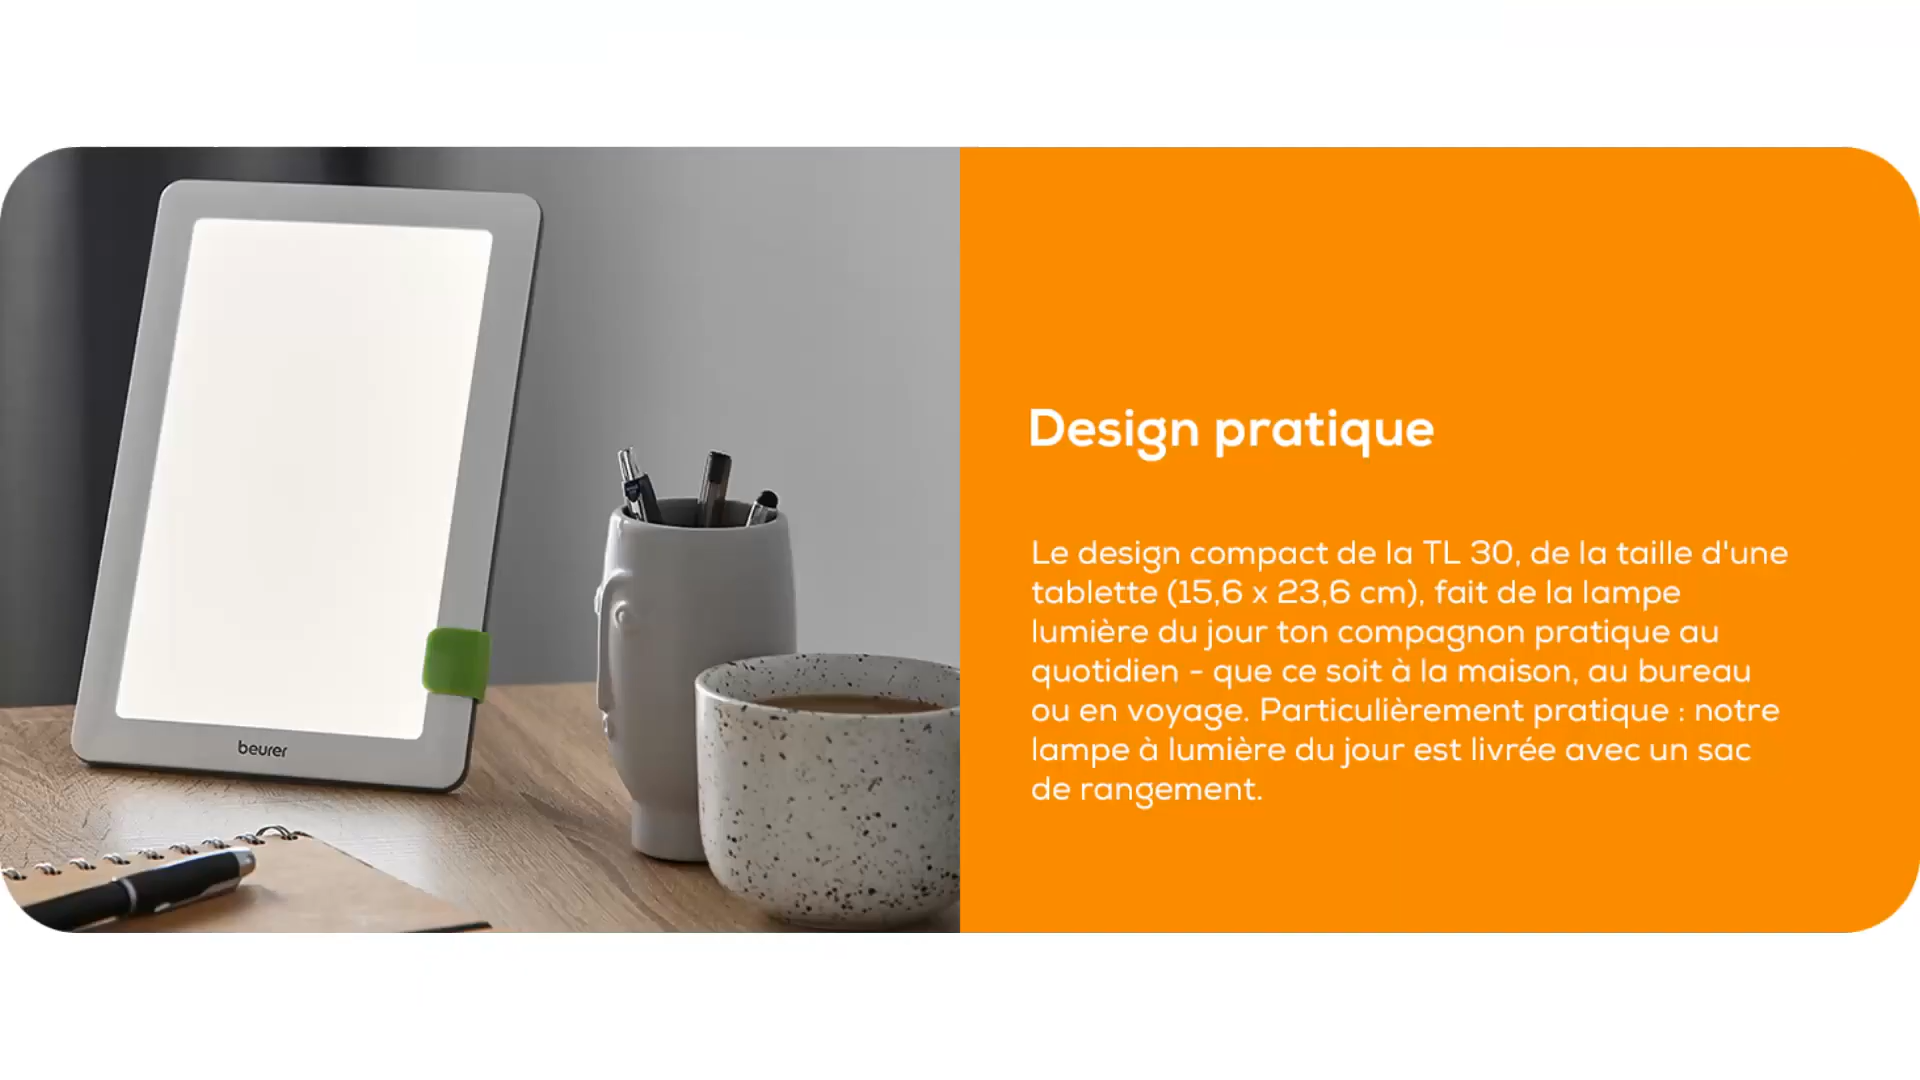 beurer
Design pratique
Le design compact de la TL 30, de la taille d'une
tablette (15,6 x 23,6 cm), fait de la lampe
lumière du jour ton compagnon pratique au
quotidien - que ce soit à la maison, au bureau
ou en voyage. Particulièrement pratique : notre
lampe à lumière du jour est livrée avec un sac
de rangement.